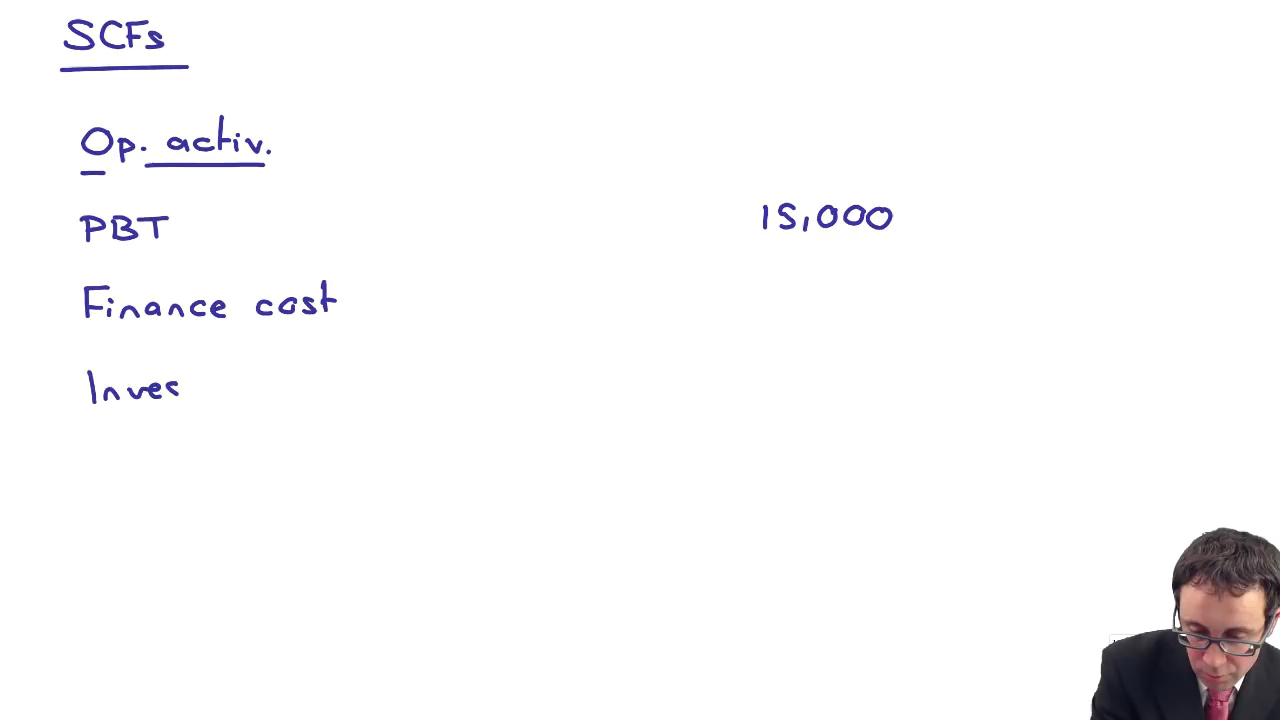 SCFs
Op. activ.
PBT 15,000
Finance cost
Inves